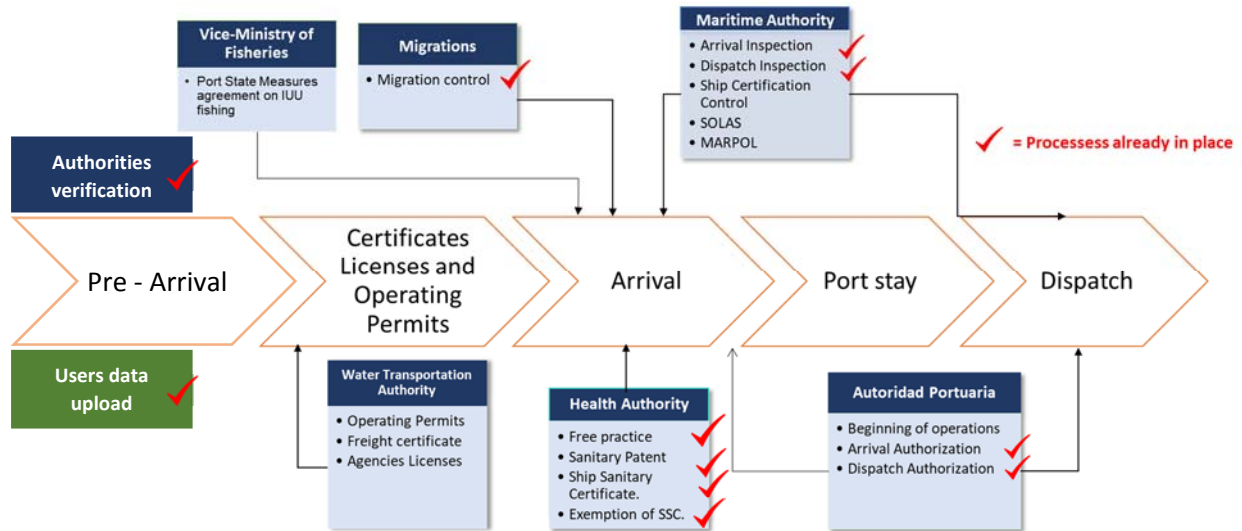 Vice-Ministry of
Fisheries
• Port State Measures
agreement on IUU
fishing
Migrations
• Migration control
Maritime Authority
• Arrival Inspection
• Dispatch Inspection
• Ship Certification
Control
• SOLAS
• MARPOL
= Processess already in place
Authorities
verification
Pre - Arrival
Certificates
Licenses and
Operating
Permits
Arrival
Port stay
Dispatch
Users data
upload
Water Transportation
Authority
• Operating Permits
• Freight certificate
• Agencies Licenses
Health Authority
• Free practice
• Sanitary Patent
• Ship Sanitary
Certificate.
• Exemption of SSC.
Autoridad Portuaria
• Beginning of operations
• Arrival Authorization
• Dispatch Authorization